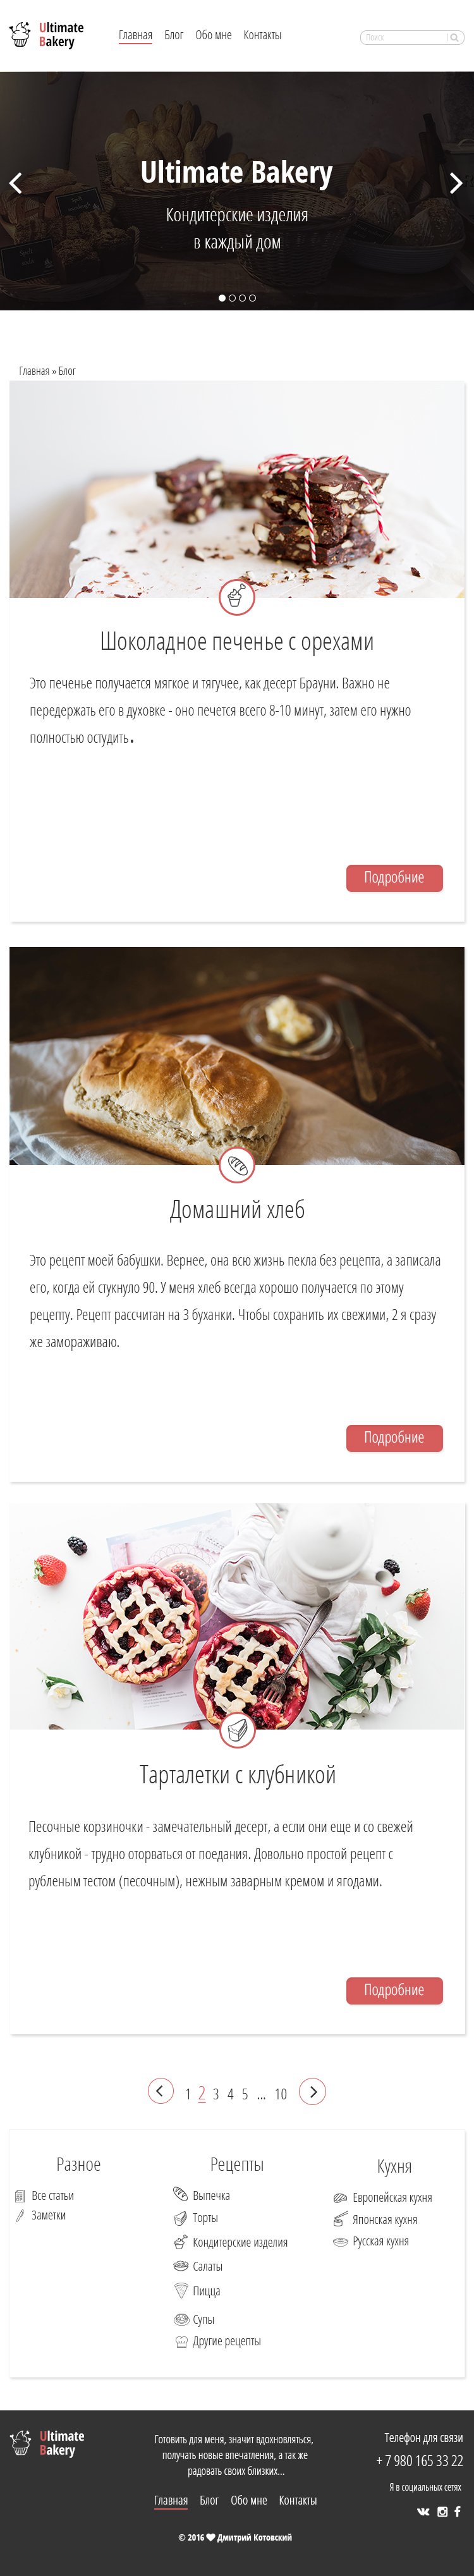 Ultimate
Bakery
Главная Блог Обо мне Контакты
Поиск
Ultimate Bakery
Кондитерские изделия
в каждый дом
Главная » Блог
Шоколадное печенье с орехами
Это печенье получается мягкое и тягучее, как десерт Брауни. Важно не
передержать его в духовке - оно печется всего 8-10 минут, затем его нужно
полностью остудить.
Подробние
Домашний хлеб
Это рецепт моей бабушки. Вернее, она всю жизнь пекла без рецепта, а записала
его, когда ей стукнуло 90. У меня хлеб всегда хорошо получается по этому
рецепту. Рецепт рассчитан на 3 буханки. Чтобы сохранить их свежими, 2 я сразу
же замораживаю.
Подробние
Тарталетки с клубникой
Песочные корзиночки - замечательный десерт, а если они еще и со свежей
клубникой - трудно оторваться от поедания. Довольно простой рецепт с
рубленым тестом (песочным), нежным заварным кремом и ягодами.
Подробние
1 2 3 4 5 ... 10
Разное
Все статьи
Заметки
Рецепты
Выпечка
Торты
Кондитерские изделия
Салаты
Пицца
Супы
Другие рецепты
Кухня
Европейская кухня
Японская кухня
Русская кухня
Ultimate
Bakery
Готовить для меня, значит вдохновляться,
получать новые впечатления, а так же
радовать своих близких...
Главная Блог Обо мне Контакты
© 2016 Дмитрий Котовский
Телефон для связи
+ 7 980 165 33 22
Я в социальных сетях